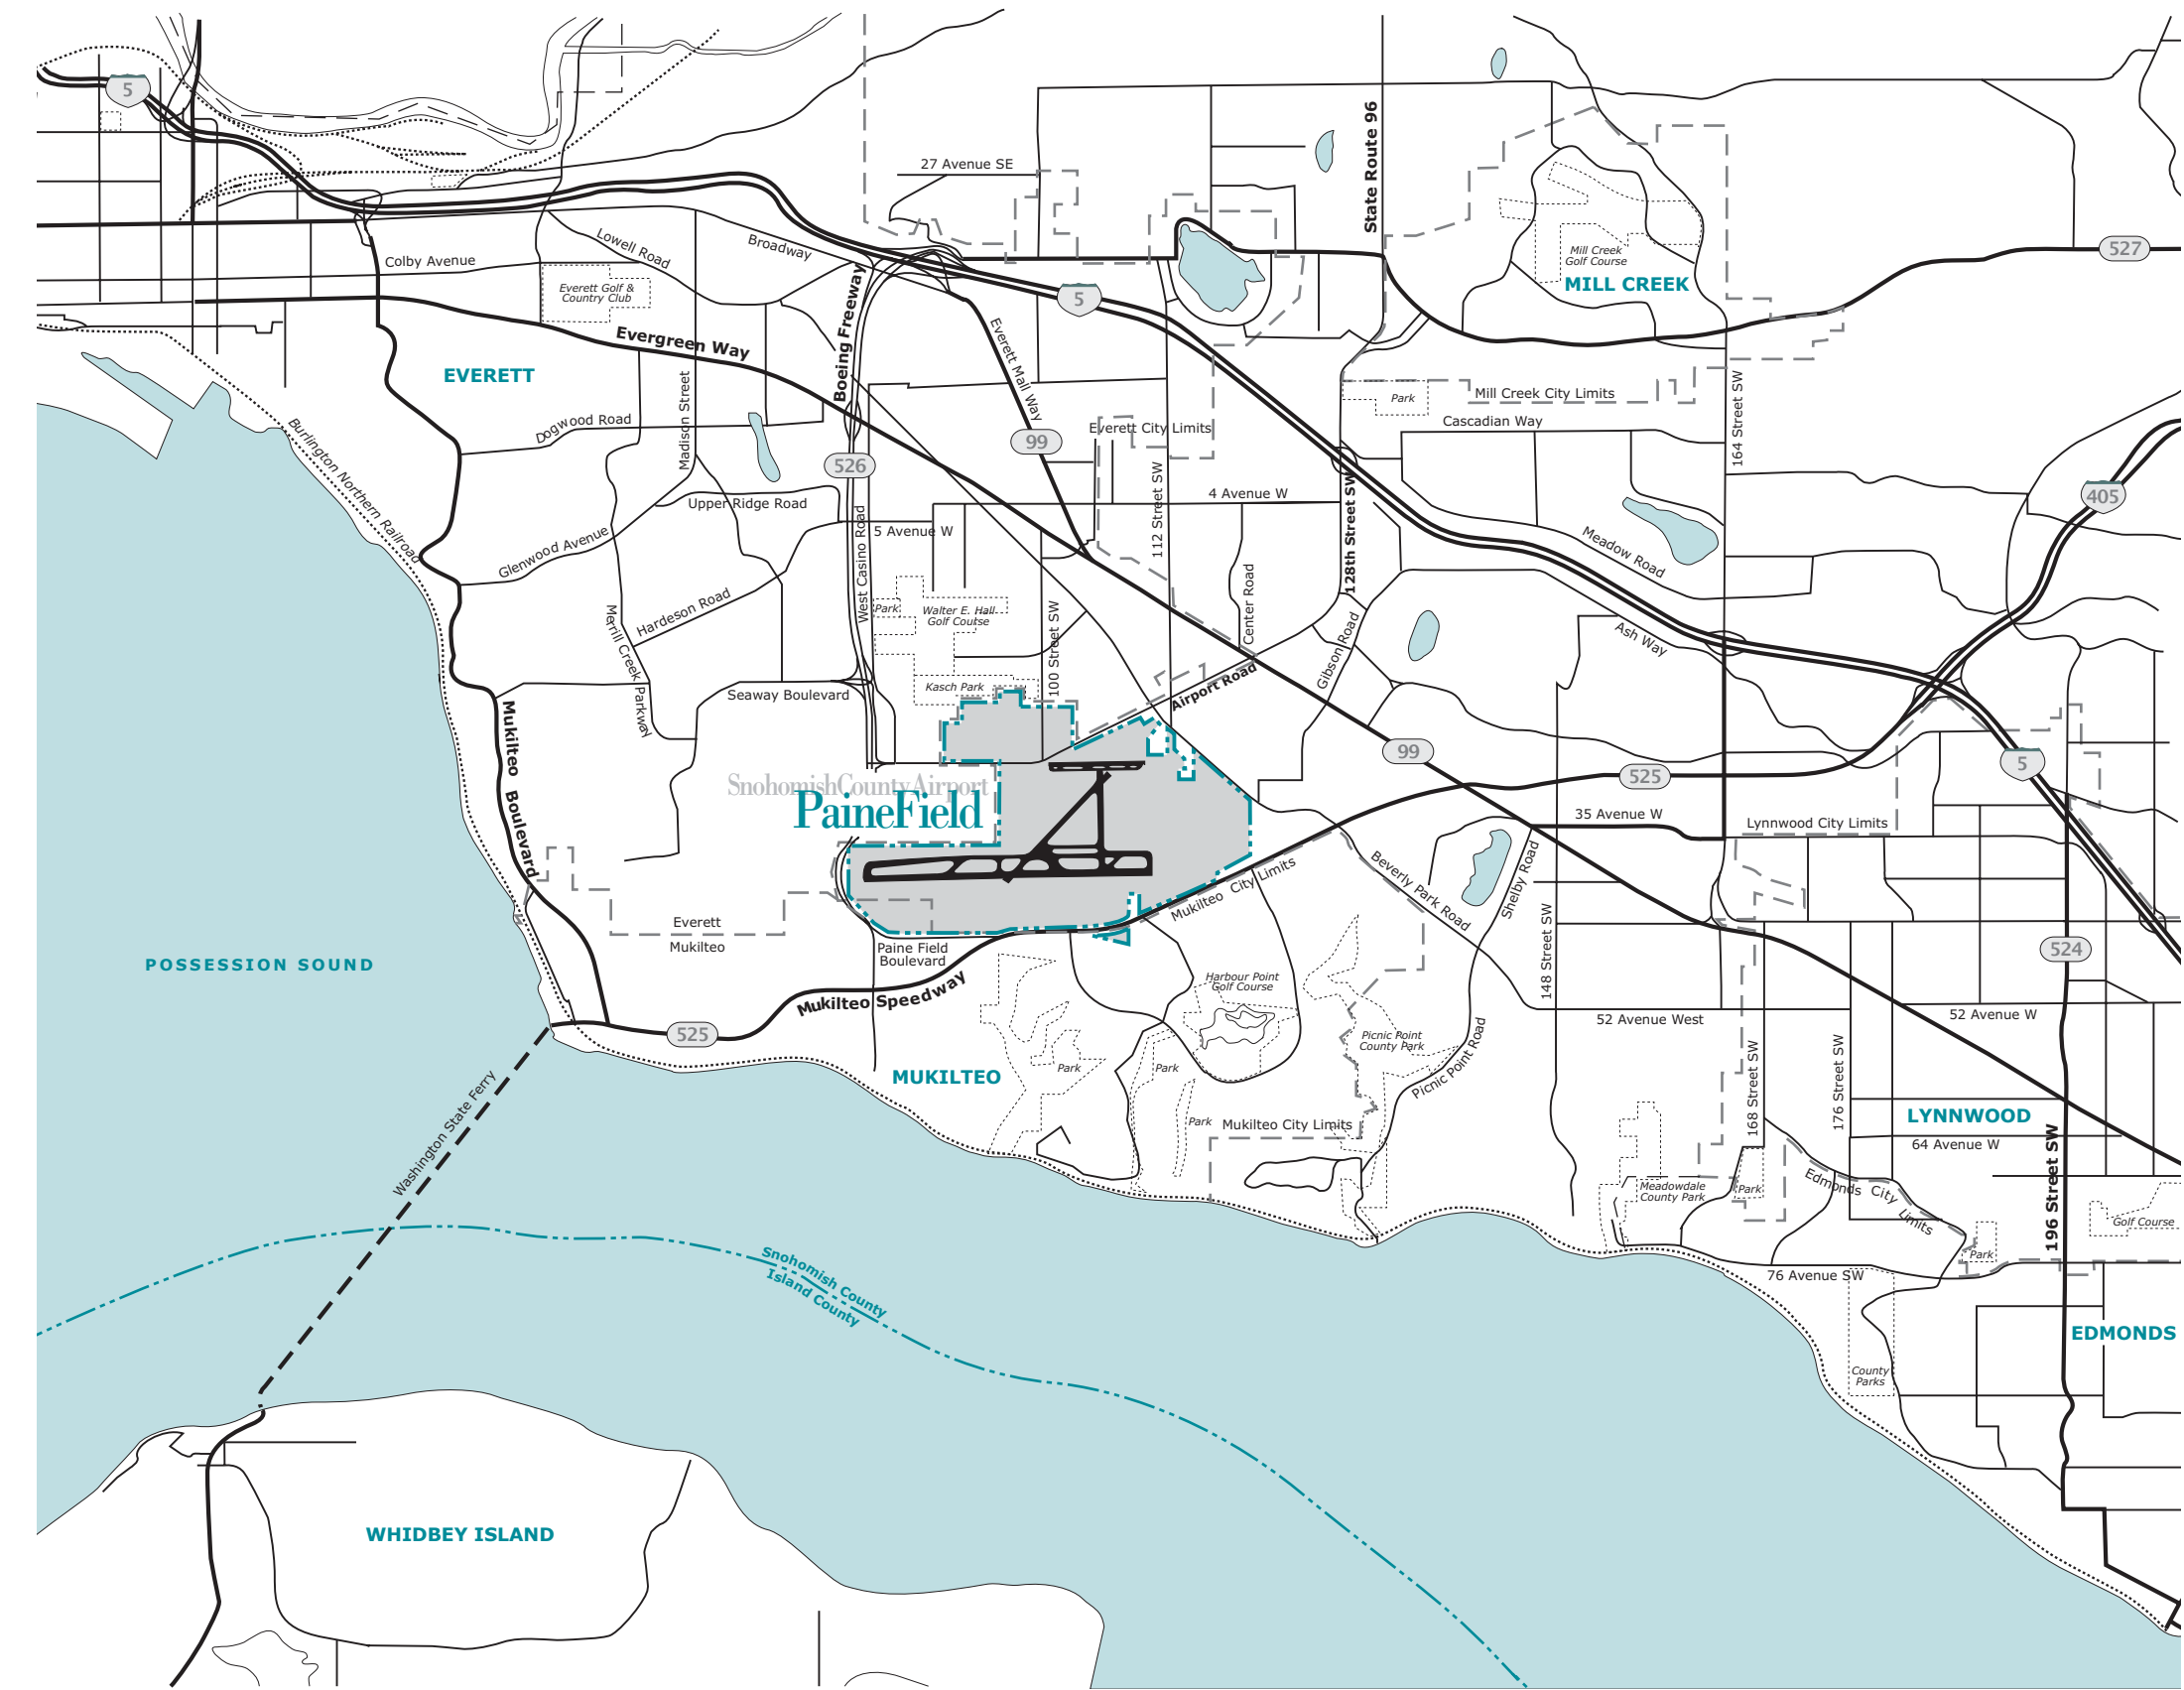 5
27 Avenue SE
State Route 96
Lowell Road
Broadway
Colby Avenue
Mill Creek
Golf Course
MILL CREEK
527
Everett Golf &
Country Club
5
Evergreen Way
Boeing Freeway
Everett Mall Way
EVERETT
Madison Street
Mill Creek City Limits
Park
164 Street SW
Dogwood Road
Everett City Limits
Cascadian Way
99
Burlington Northern Railroad
526
112 Street SW
4 Avenue W
405
Upper Ridge Road
5 Avenue W
128th Street SW
West Casino Road
Glenwood Avenue
Meadow Road
Center Road
Hardeson Road
Park
Walter E. Hall
Golf Course
100 Street SW
Merrill Creek Parkway
Gibson Road
Ash Way
Kasch Park
Seaway Boulevard
Airport Road
Mukilteo Boulevard
99
5
525
Snohomish County Airport
PaineField
35 Avenue W
Lynnwood City Limits
Mukilteo City Limits
Beverly Park Road
Shelby Road
Everett
Mukilteo
148 Street SW
524
Paine Field
Boulevard
POSSESSION SOUND
Mukilteo Speedway
Harbour Point
Golf Course
52 Avenue West
52 Avenue W
525
Picnic Point
County Park
Picnic Point Road
168 Street SW
176 Street SW
Park
Park
MUKILTEO
Washington State Ferry
Park
Mukilteo City Limits
LYNNWOOD
64 Avenue W
196 Street SW
Meadowdale
County Park
Park
Edmonds City Limits
Golf Course
Park
Snohomish County
Island County
76 Avenue SW
EDMONDS
County
Parks
WHIDBEY ISLAND